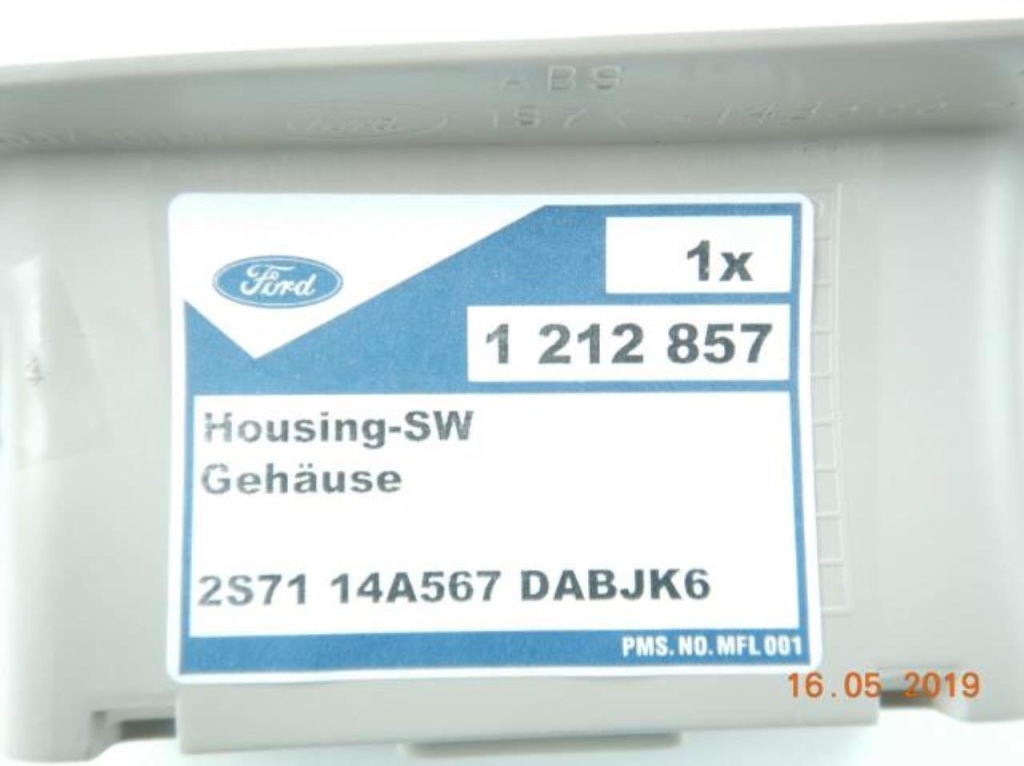 ABS
Ford
Ford
1x
1 212 857
Housing-SW
Gehäuse
2S71 14A567 DABJK6
PMS.NO.MFL 001
16.05 2019